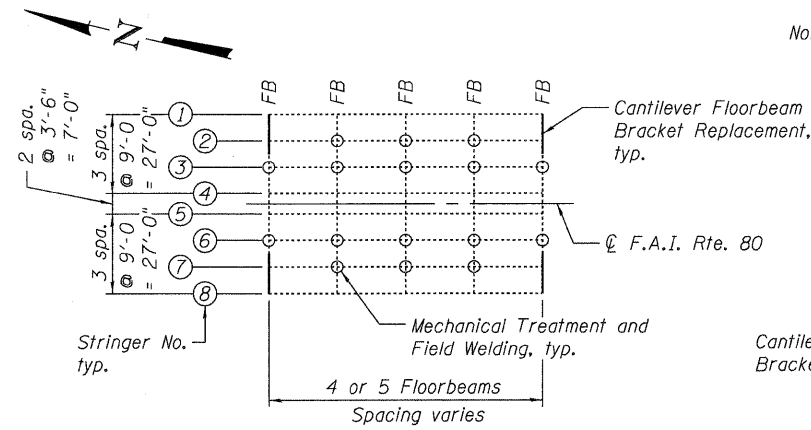 N
No
FB
FB
FB
FB
FB
Cantilever Floorbeam
Bracket Replacement,
typ.
2 spa.
@ 3'-6"
= 7'-0"
3 spa.
@ 9'-0
= 27'-0"
1
2
3
4
5
6
7
8
3 spa.
@ 9'-0
= 27'-0"
℄ F.A.I. Rte. 80
Stringer No.
typ.
Mechanical Treatment and
Field Welding, typ.
Cantile
Bracke
4 or 5 Floorbeams
Spacing varies